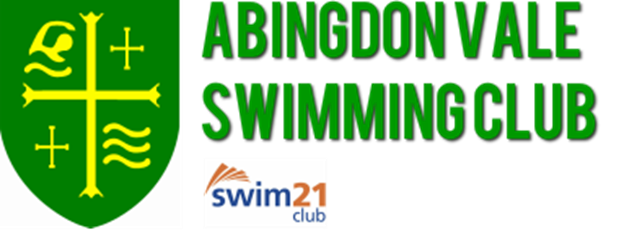 ABINGDON VALE
SWIMMING CLUB
swim21
club